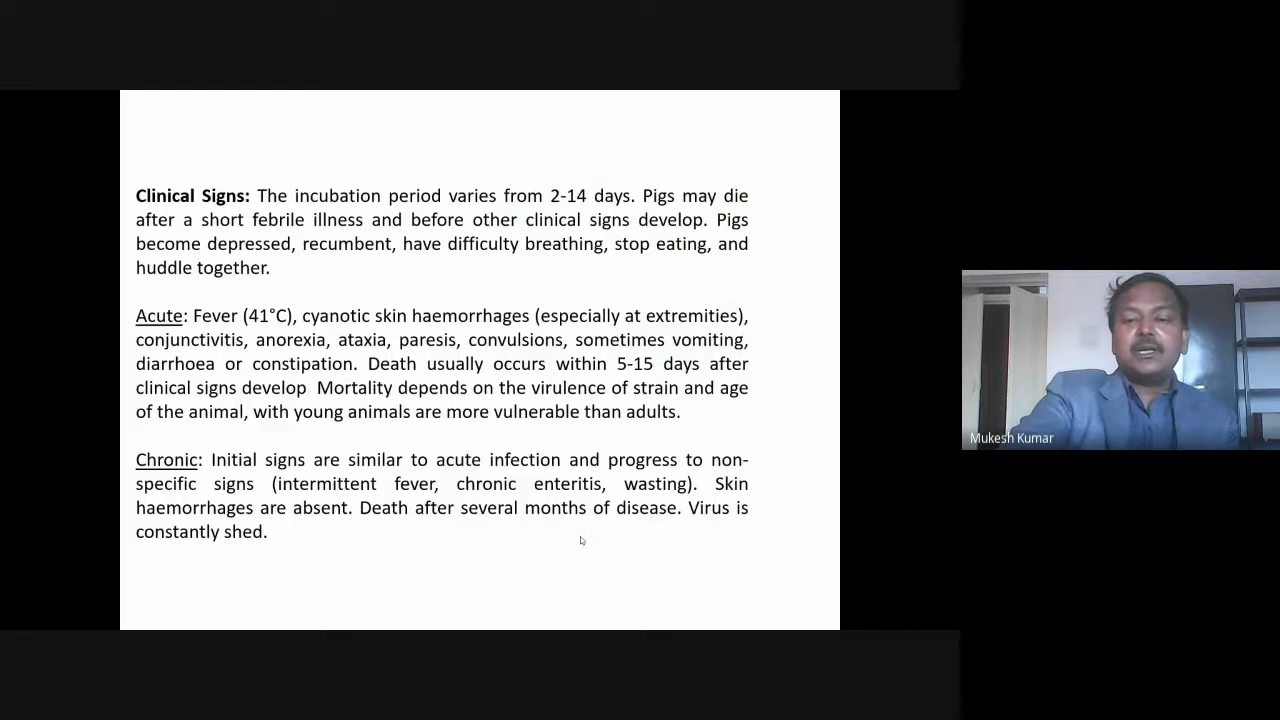 Clinical Signs: The incubation period varies from 2-14 days. Pigs may die
after a short febrile illness and before other clinical signs develop. Pigs
become depressed, recumbent, have difficulty breathing, stop eating, and
huddle together.
Acute: Fever (41°C), cyanotic skin haemorrhages (especially at extremities),
conjunctivitis, anorexia, ataxia, paresis, convulsions, sometimes vomiting,
diarrhoea or constipation. Death usually occurs within 5-15 days after
clinical signs develop  Mortality depends on the virulence of strain and age
of the animal, with young animals are more vulnerable than adults.
Chronic: Initial signs are similar to acute infection and progress to non-
specific signs (intermittent fever, chronic enteritis, wasting). Skin
haemorrhages are absent. Death after several months of disease. Virus is
constantly shed.
Mukesh Kumar